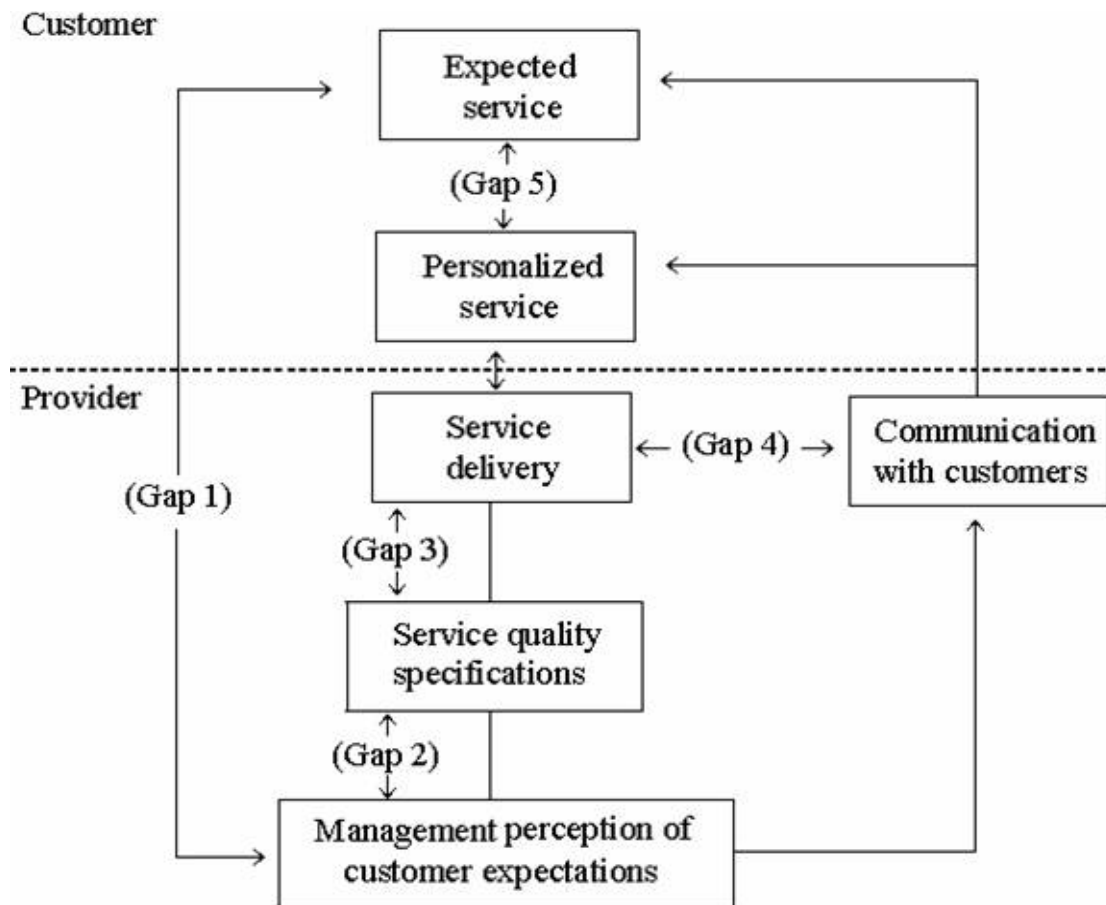 Customer
Expected
service
(Gap 5)
Personalized
service
Provider
Service
delivery
(Gap 4)
Communication
with customers
(Gap 1)
(Gap 3)
Service quality
specifications
(Gap 2)
Management perception of
customer expectations